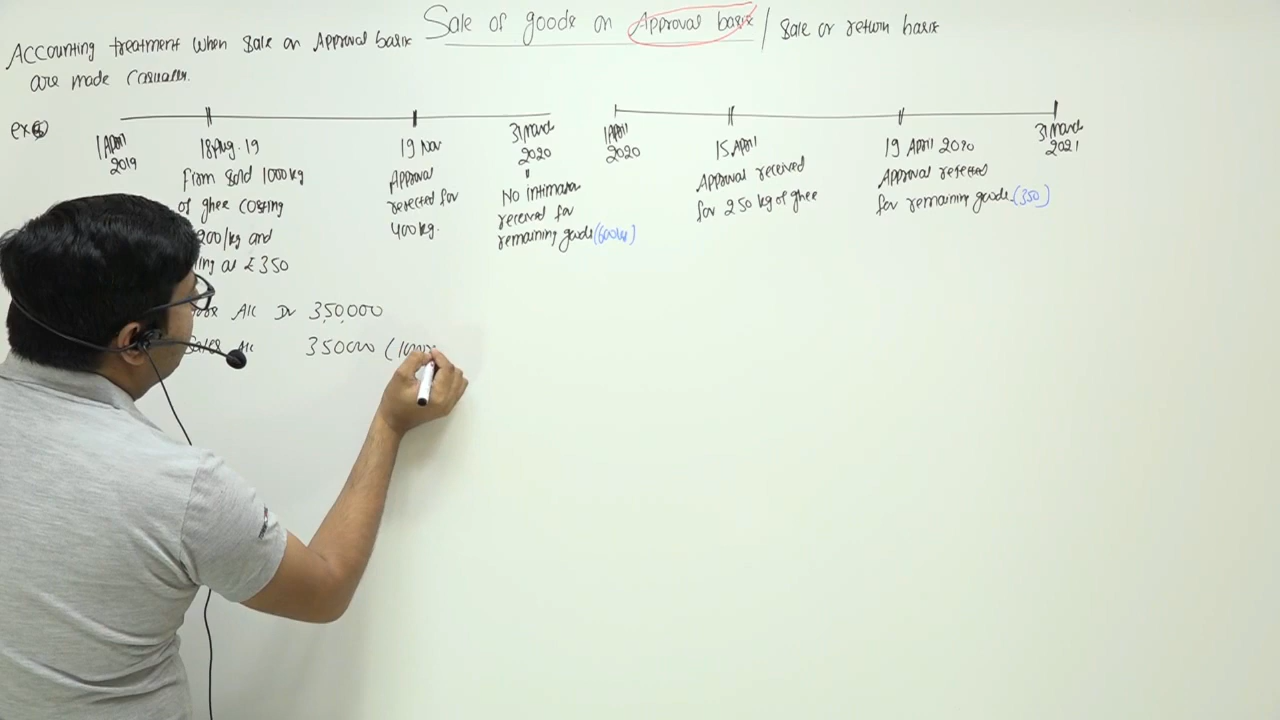 Sale of goods on Approval basis / Sale or return basis
Accounting treatment when Sale on Approval basis
are made Casually.
ex
1 April
2019
18 Aug. 19
Firm Sold 1000 kg
of ghee costing
200/kg and
ing at £ 350
19 Nov
Approval
rejected for
400 kg.
31 March
2020
No intimation
received for
remaining goods (600kg)
1 April
2020
15 April
Approval received
for 250 kg of ghee
19 April 2020
Approval rejected
for remaining goods (350)
31 March
2021
A/c Dr 3,50,000
Sales A/c 350000 (1000